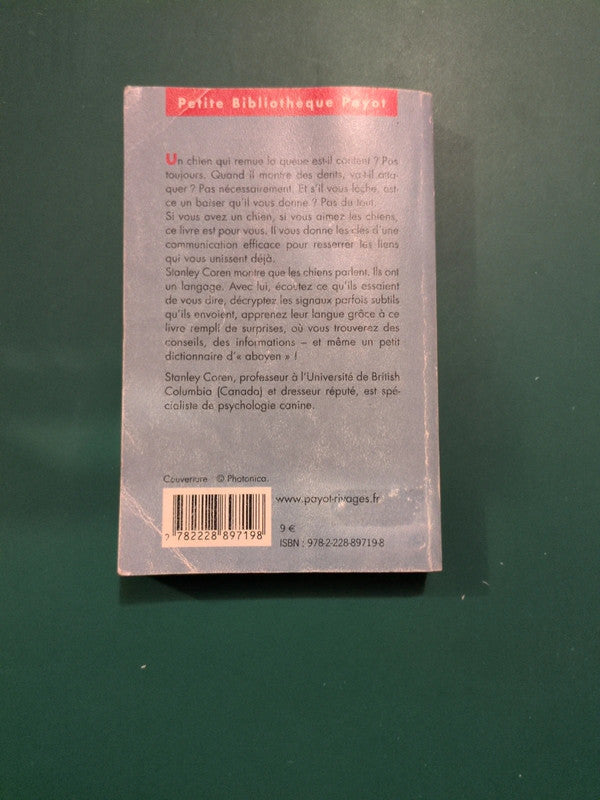 Petite Bibliothèque Payot
Un chien qui remue la queue est-il content ? Pas
toujours. Quand il montre des dents, va-t-il atta-
quer ? Pas nécessairement. Et s'il vous lèche, est-
ce un baiser qu'il vous donne ? Pas du tout.
Si vous avez un chien, si vous aimez les chiens,
ce livre est pour vous. Il vous donne les clés d'une
communication efficace pour resserrer les liens
qui vous unissent déjà.
Stanley Coren montre que les chiens parlent. Ils ont
un langage. Avec lui, écoutez ce qu'ils essaient
de vous dire, décryptez les signaux parfois subtils
qu'ils envoient, apprenez leur langue grâce à ce
livre rempli de surprises, où vous trouverez des
conseils, des informations – et même un petit
dictionnaire d'« aboyen » !
Stanley Coren, professeur à l'Université de British
Columbia (Canada) et dresseur réputé, est spé-
cialiste de psychologie canine.
Couverture : © Photonica.
www.payot-rivages.fr
9 €
ISBN : 978-2-228-89719-8
782228 897198